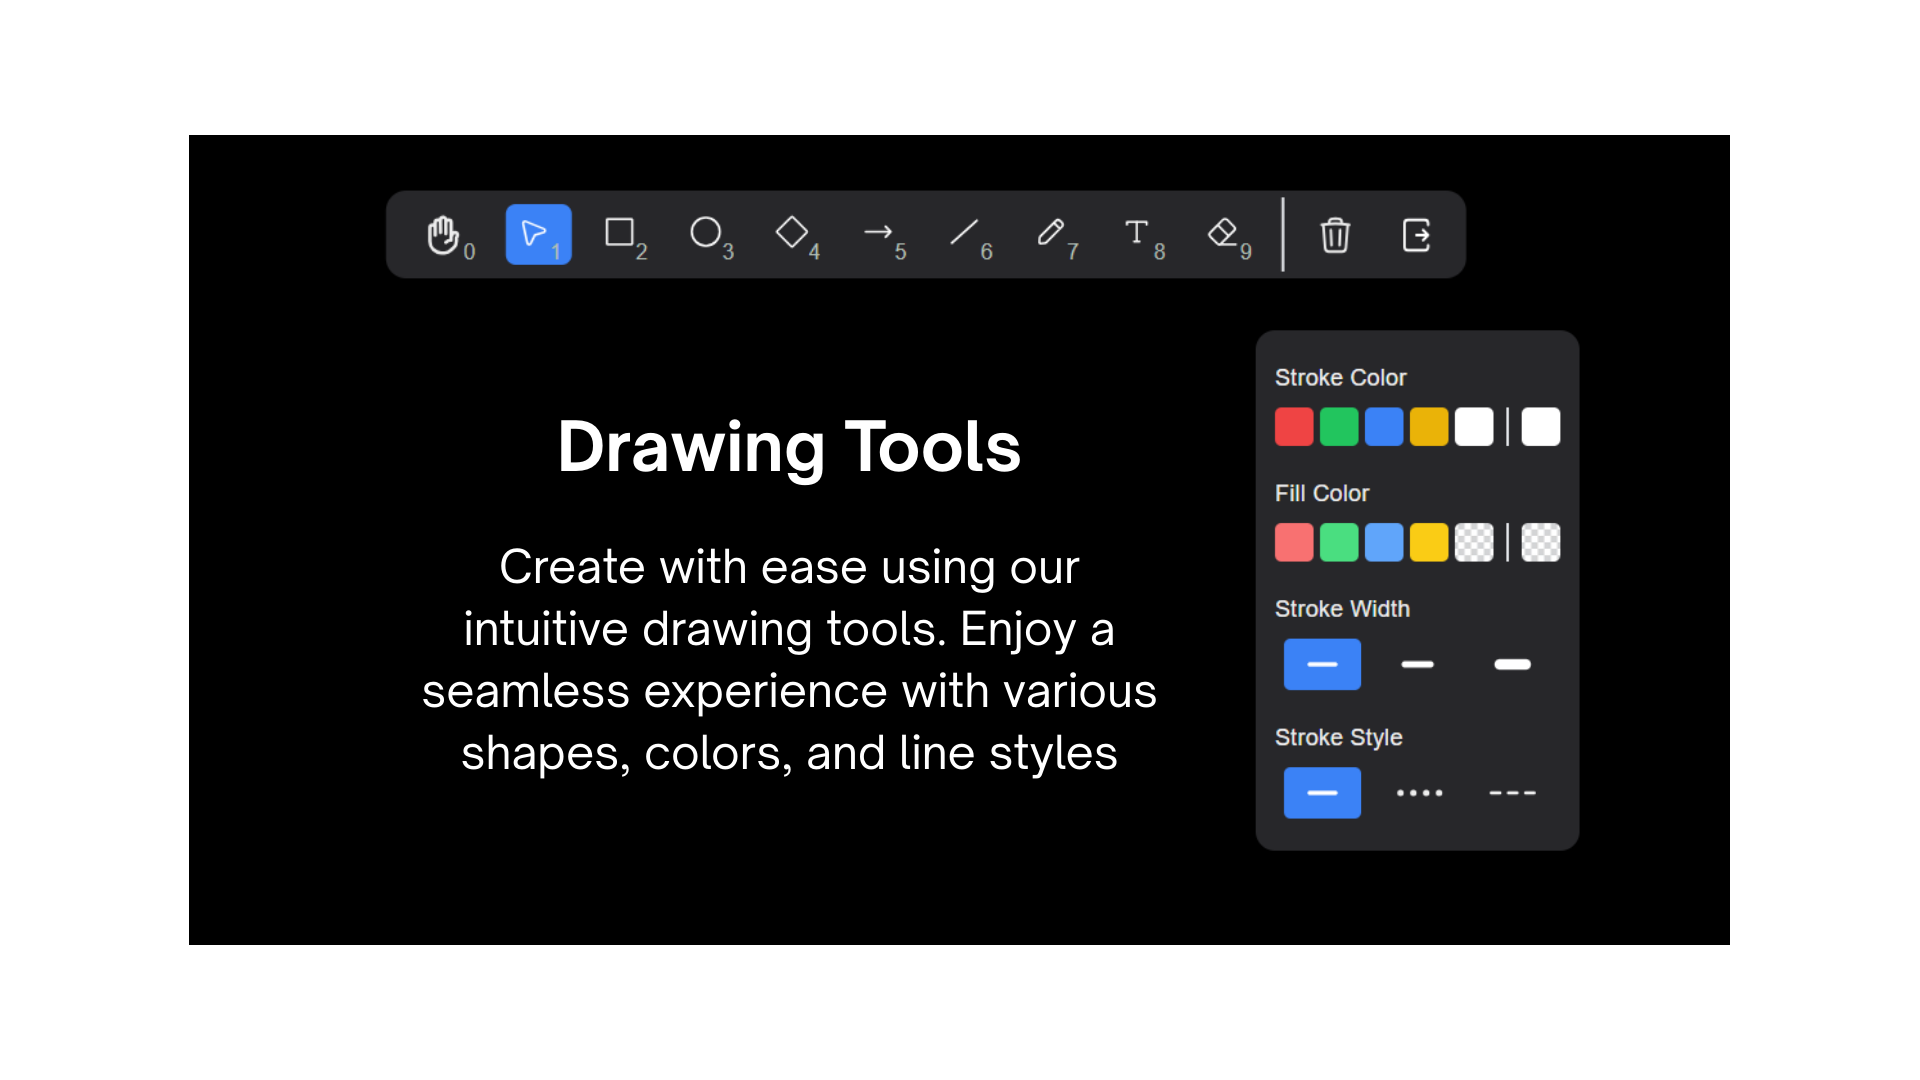 0 1 2 3 4 5 6 7 T 8 9
Drawing Tools
Create with ease using our
intuitive drawing tools. Enjoy a
seamless experience with various
shapes, colors, and line styles
Stroke Color
Fill Color
Stroke Width
Stroke Style